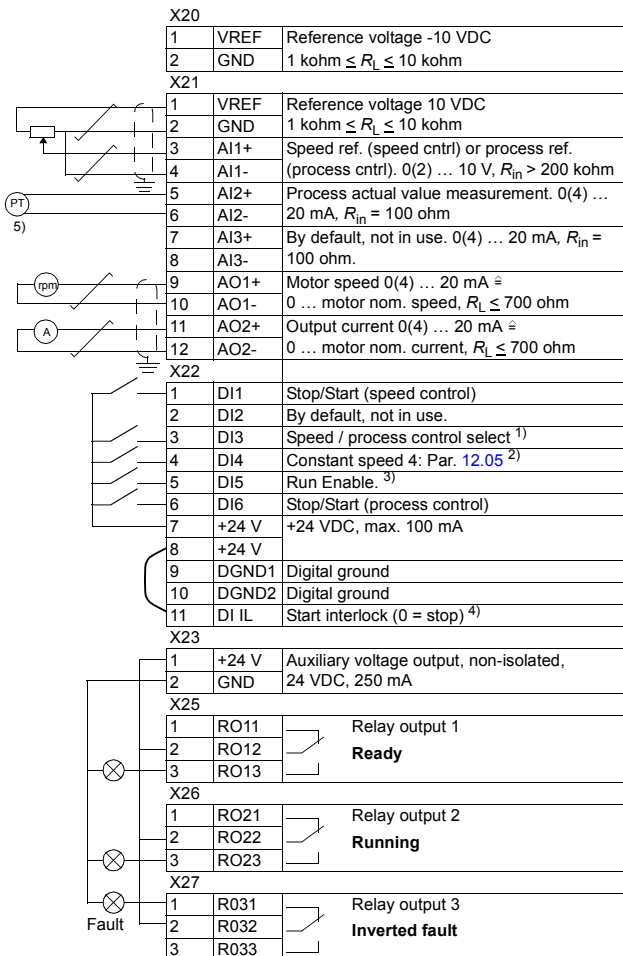 X20
1 VREF Reference voltage -10 VDC
2 GND 1 kohm ≤ RL ≤ 10 kohm
X21
1 VREF Reference voltage 10 VDC
2 GND 1 kohm ≤ RL ≤ 10 kohm
3 AI1+ Speed ref. (speed cntrl) or process ref.
4 AI1- (process cntrl). 0(2) … 10 V, Rin > 200 kohm
PT 5 AI2+ Process actual value measurement. 0(4) …
5) 6 AI2- 20 mA, Rin = 100 ohm
7 AI3+ By default, not in use. 0(4) … 20 mA, Rin =
8 AI3- 100 ohm.
rpm 9 AO1+ Motor speed 0(4) … 20 mA ≙
10 AO1- 0 … motor nom. speed, RL ≤ 700 ohm
A 11 AO2+ Output current 0(4) … 20 mA ≙
12 AO2- 0 … motor nom. current, RL ≤ 700 ohm
X22
1 DI1 Stop/Start (speed control)
2 DI2 By default, not in use.
3 DI3 Speed / process control select 1)
4 DI4 Constant speed 4: Par. 12.05 2)
5 DI5 Run Enable. 3)
6 DI6 Stop/Start (process control)
7 +24 V +24 VDC, max. 100 mA
8 +24 V
9 DGND1 Digital ground
10 DGND2 Digital ground
11 DI IL Start interlock (0 = stop) 4)
X23
1 +24 V Auxiliary voltage output, non-isolated,
2 GND 24 VDC, 250 mA
X25
1 RO11 Relay output 1
2 RO12 Ready
3 RO13
X26
1 RO21 Relay output 2
2 RO22 Running
3 RO23
X27
1 R031 Relay output 3
Fault 2 R032 Inverted fault
3 R033